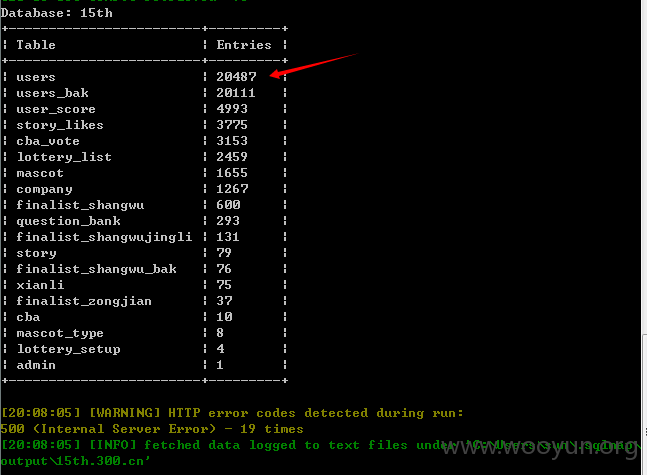 Database: 15th
+------------------------+---------+
| Table | Entries |
+------------------------+---------+
| users | 20487 |
| users_bak | 20111 |
| user_score | 4993 |
| story_likes | 3775 |
| cba_vote | 3153 |
| lottery_list | 2459 |
| mascot | 1655 |
| company | 1267 |
| finalist_shangwu | 600 |
| question_bank | 293 |
| finalist_shangwujingli | 131 |
| story | 79 |
| finalist_shangwu_bak | 76 |
| xianli | 75 |
| finalist_zongjian | 37 |
| cba | 10 |
| mascot_type | 8 |
| lottery_setup | 4 |
| admin | 1 |
+------------------------+---------+
[20:08:05] [WARNING] HTTP error codes detected during run:
500 (Internal Server Error) - 19 times
[20:08:05] [INFO] fetched data logged to text files under 'C:\Users\sun\.sqlmap\
output\15th.300.cn'
www.wooyun.org